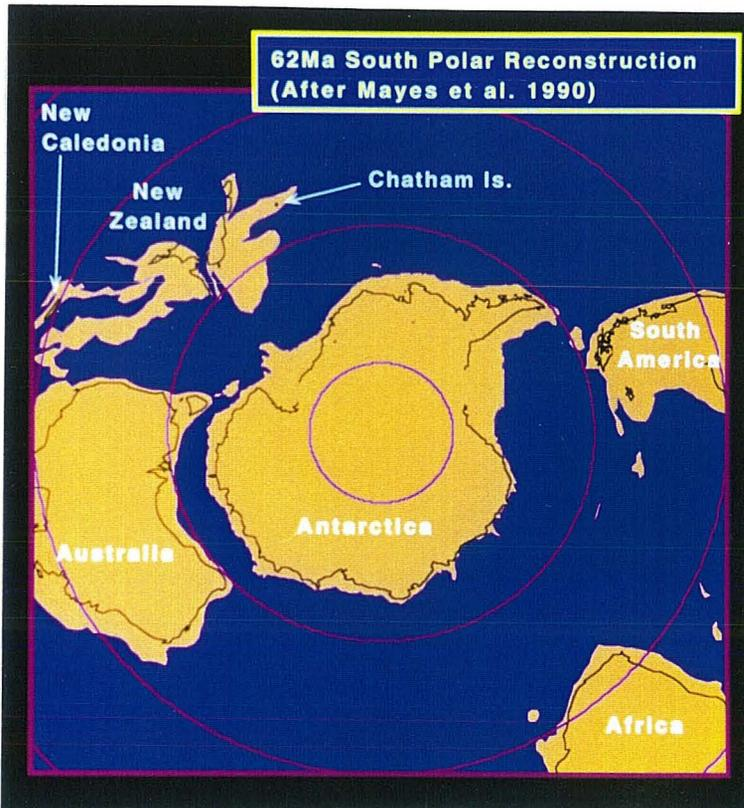 62Ma South Polar Reconstruction
(After Mayes et al. 1990)
New
Caledonia
New
Zealand
Chatham Is.
South
America
Antarctica
Australia
Africa